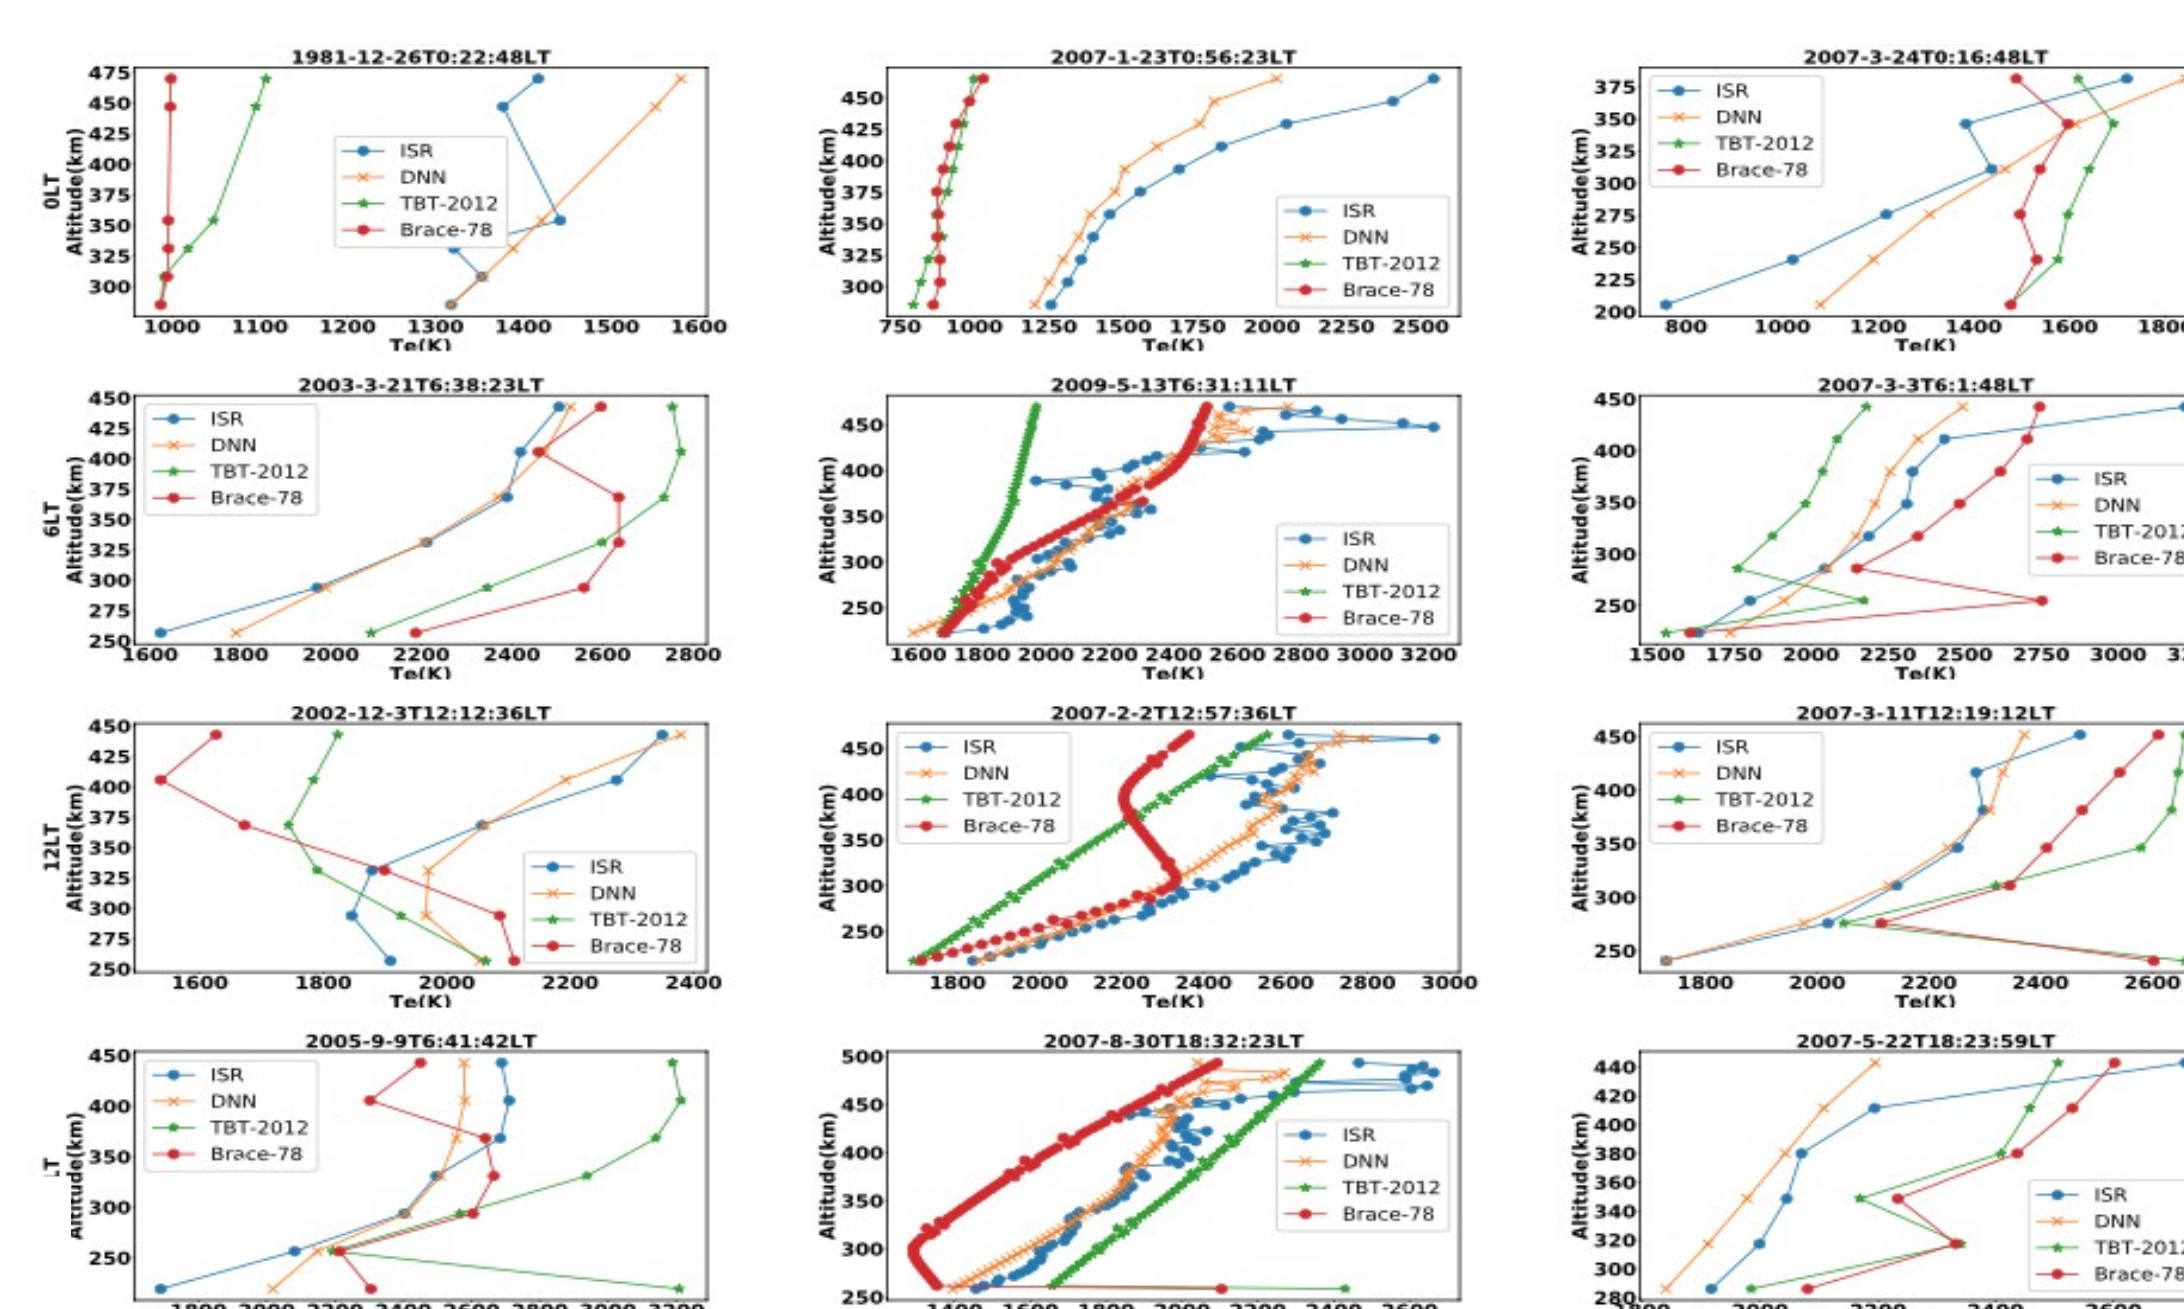 1981-12-26T0:22:48LT 2007-1-23T0:56:23LT 2007-3-24T0:16:48LT
0LT
Altitude(km) Altitude(km) Altitude(km)
475 450 425 400 375 350 325 300
450 425 400 375 350 325 300
375 350 325 300 275 250 225 200
ISR
DNN
TBT-2012
Brace-78
ISR
DNN
TBT-2012
Brace-78
ISR
DNN
TBT-2012
Brace-78
1000 1100 1200 1300 1400 1500 1600
750 1000 1250 1500 1750 2000 2250 2500
800 1000 1200 1400 1600
Te(K) Te(K) Te(K)
2003-3-21T6:38:23LT 2009-5-13T6:31:11LT 2007-3-3T6:1:48LT
6LT
Altitude(km) Altitude(km) Altitude(km)
450 425 400 375 350 325 300 275 250
450 400 350 300 250
450 400 350 300 250
ISR
DNN
TBT-2012
Brace-78
ISR
DNN
TBT-2012
Brace-78
ISR
DNN
TBT-201
Brace-78
1600 1800 2000 2200 2400 2600 2800
1600 1800 2000 2200 2400 2600 2800 3000 3200
1500 1750 2000 2250 2500 2750 3000
Te(K) Te(K) Te(K)
2002-12-3T12:12:36LT 2007-2-2T12:57:36LT 2007-3-11T12:19:12LT
12LT
Altitude(km) Altitude(km) Altitude(km)
450 425 400 375 350 325 300 275 250
450 400 350 300 250
450 400 350 300 250
ISR
DNN
TBT-2012
Brace-78
ISR
DNN
TBT-2012
Brace-78
ISR
DNN
TBT-2012
Brace-78
1600 1800 2000 2200 2400
1800 2000 2200 2400 2600 2800 3000
1800 2000 2200 2400 2600
Te(K) Te(K) Te(K)
2005-9-9T6:41:42LT 2007-8-30T18:32:23LT 2007-5-22T18:23:59LT
LT
Altitude(km) Altitude(km) Altitude(km)
450 400 350 300 250
500 450 400 350 300 250
440 420 400 380 360 340 320 300 280
ISR
DNN
TBT-2012
Brace-78
ISR
DNN
TBT-2012
Brace-78
ISR
DNN
TBT-201
Brace-78